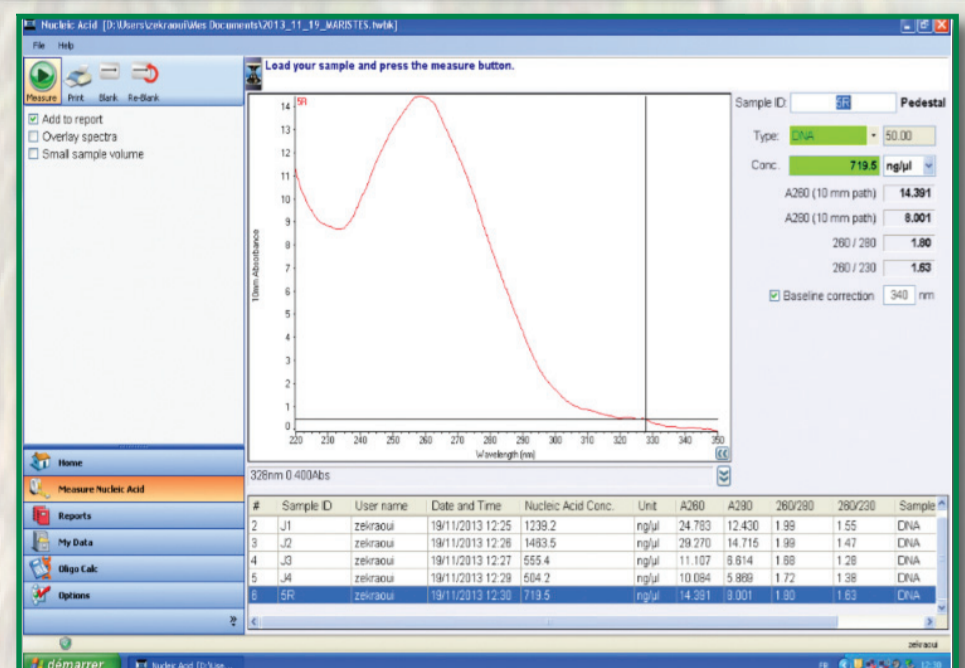 Nucleic Acid [D:\Users\zekraoui\Mes Documents\2013_11_19_MARISTES.twbk]
File Help
Measure Print Blank Re-Blank
Add to report
Overlay spectra
Small sample volume
Load your sample and press the measure button.
5R
14
13
12
11
10
9
8
7
6
5
4
3
2
1
0
10mm Absorbance
220 230 240 250 260 270 280 290 300 310 320 330 340 350
Wavelength (nm)
328nm 0.400Abs
Sample ID: 5R Pedestal
Type: DNA 50.00
Conc. 719.5 ng/µl
A260 (10 mm path) 14.391
A280 (10 mm path) 8.001
260 / 280 1.80
260 / 230 1.63
Baseline correction 340 nm
Home
Measure Nucleic Acid
Reports
My Data
Oligo Calc
Options
# Sample ID User name Date and Time Nucleic Acid Conc. Unit A260 A280 260/280 260/230 Sample
2 J1 zekraoui 19/11/2013 12:25 1239.2 ng/µl 24.783 12.430 1.99 1.55 DNA
3 J2 zekraoui 19/11/2013 12:26 1463.5 ng/µl 29.270 14.715 1.99 1.47 DNA
4 J3 zekraoui 19/11/2013 12:27 555.4 ng/µl 11.107 6.614 1.68 1.28 DNA
5 J4 zekraoui 19/11/2013 12:29 504.2 ng/µl 10.084 5.869 1.72 1.38 DNA
6 5R zekraoui 19/11/2013 12:30 719.5 ng/µl 14.391 8.001 1.80 1.63 DNA
zekraoui
démarrer Nucleic Acid [D:\Use... FR 12:30